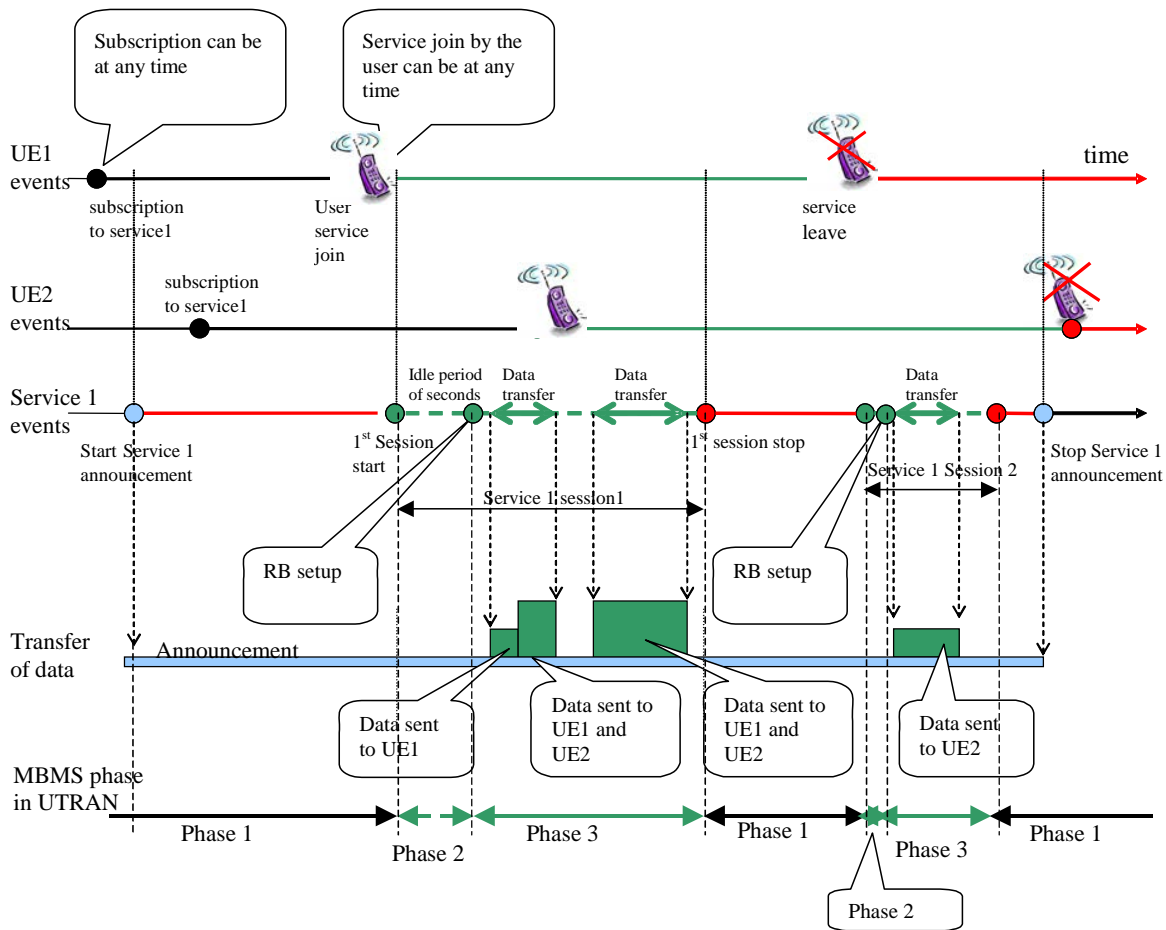 Subscription can be
at any time
Service join by the
user can be at any
time
UE1
events
time
subscription
to service1
User
service
join
service
leave
subscription
to service1
UE2
events
Idle period
of seconds
Data
transfer
Data
transfer
Data
transfer
Service 1
events
Start Service 1
announcement
1st Session
start
1st session stop
Stop Service 1
announcement
Service 1 session1
Service 1 Session 2
RB setup
RB setup
Transfer
of data
Announcement
Data sent
to UE1
Data sent to
UE1 and
UE2
Data sent to
UE1 and
UE2
Data sent
to UE2
MBMS phase
in UTRAN
Phase 1
Phase 2
Phase 3
Phase 1
Phase 3
Phase 1
Phase 2